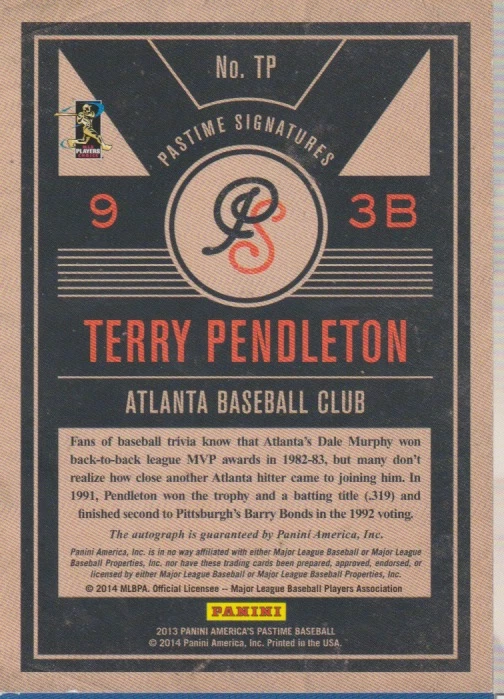 No. TP
PASTIME SIGNATURES
PLAYERS
9
PS
3B
TERRY PENDLETON
ATLANTA BASEBALL CLUB
Fans of baseball trivia know that Atlanta's Dale Murphy won
back-to-back league MVP awards in 1982-83, but many don't
realize how close another Atlanta hitter came to joining him. In
1991, Pendleton won the trophy and a batting title (.319) and
finished second to Pittsburgh's Barry Bonds in the 1992 voting.
The autograph is guaranteed by Panini America, Inc.
Panini America, Inc. is in no way affiliated with either Major League Baseball or Major League
Baseball Properties, Inc. nor have these trading cards been prepared, approved, endorsed, or
licensed by either Major League Baseball or Major League Baseball Properties, Inc.
© 2014 MLBPA. Official Licensee -- Major League Baseball Players Association
PANINI
2013 PANINI AMERICA'S PASTIME BASEBALL
© 2014 Panini America, Inc. Printed in the USA.